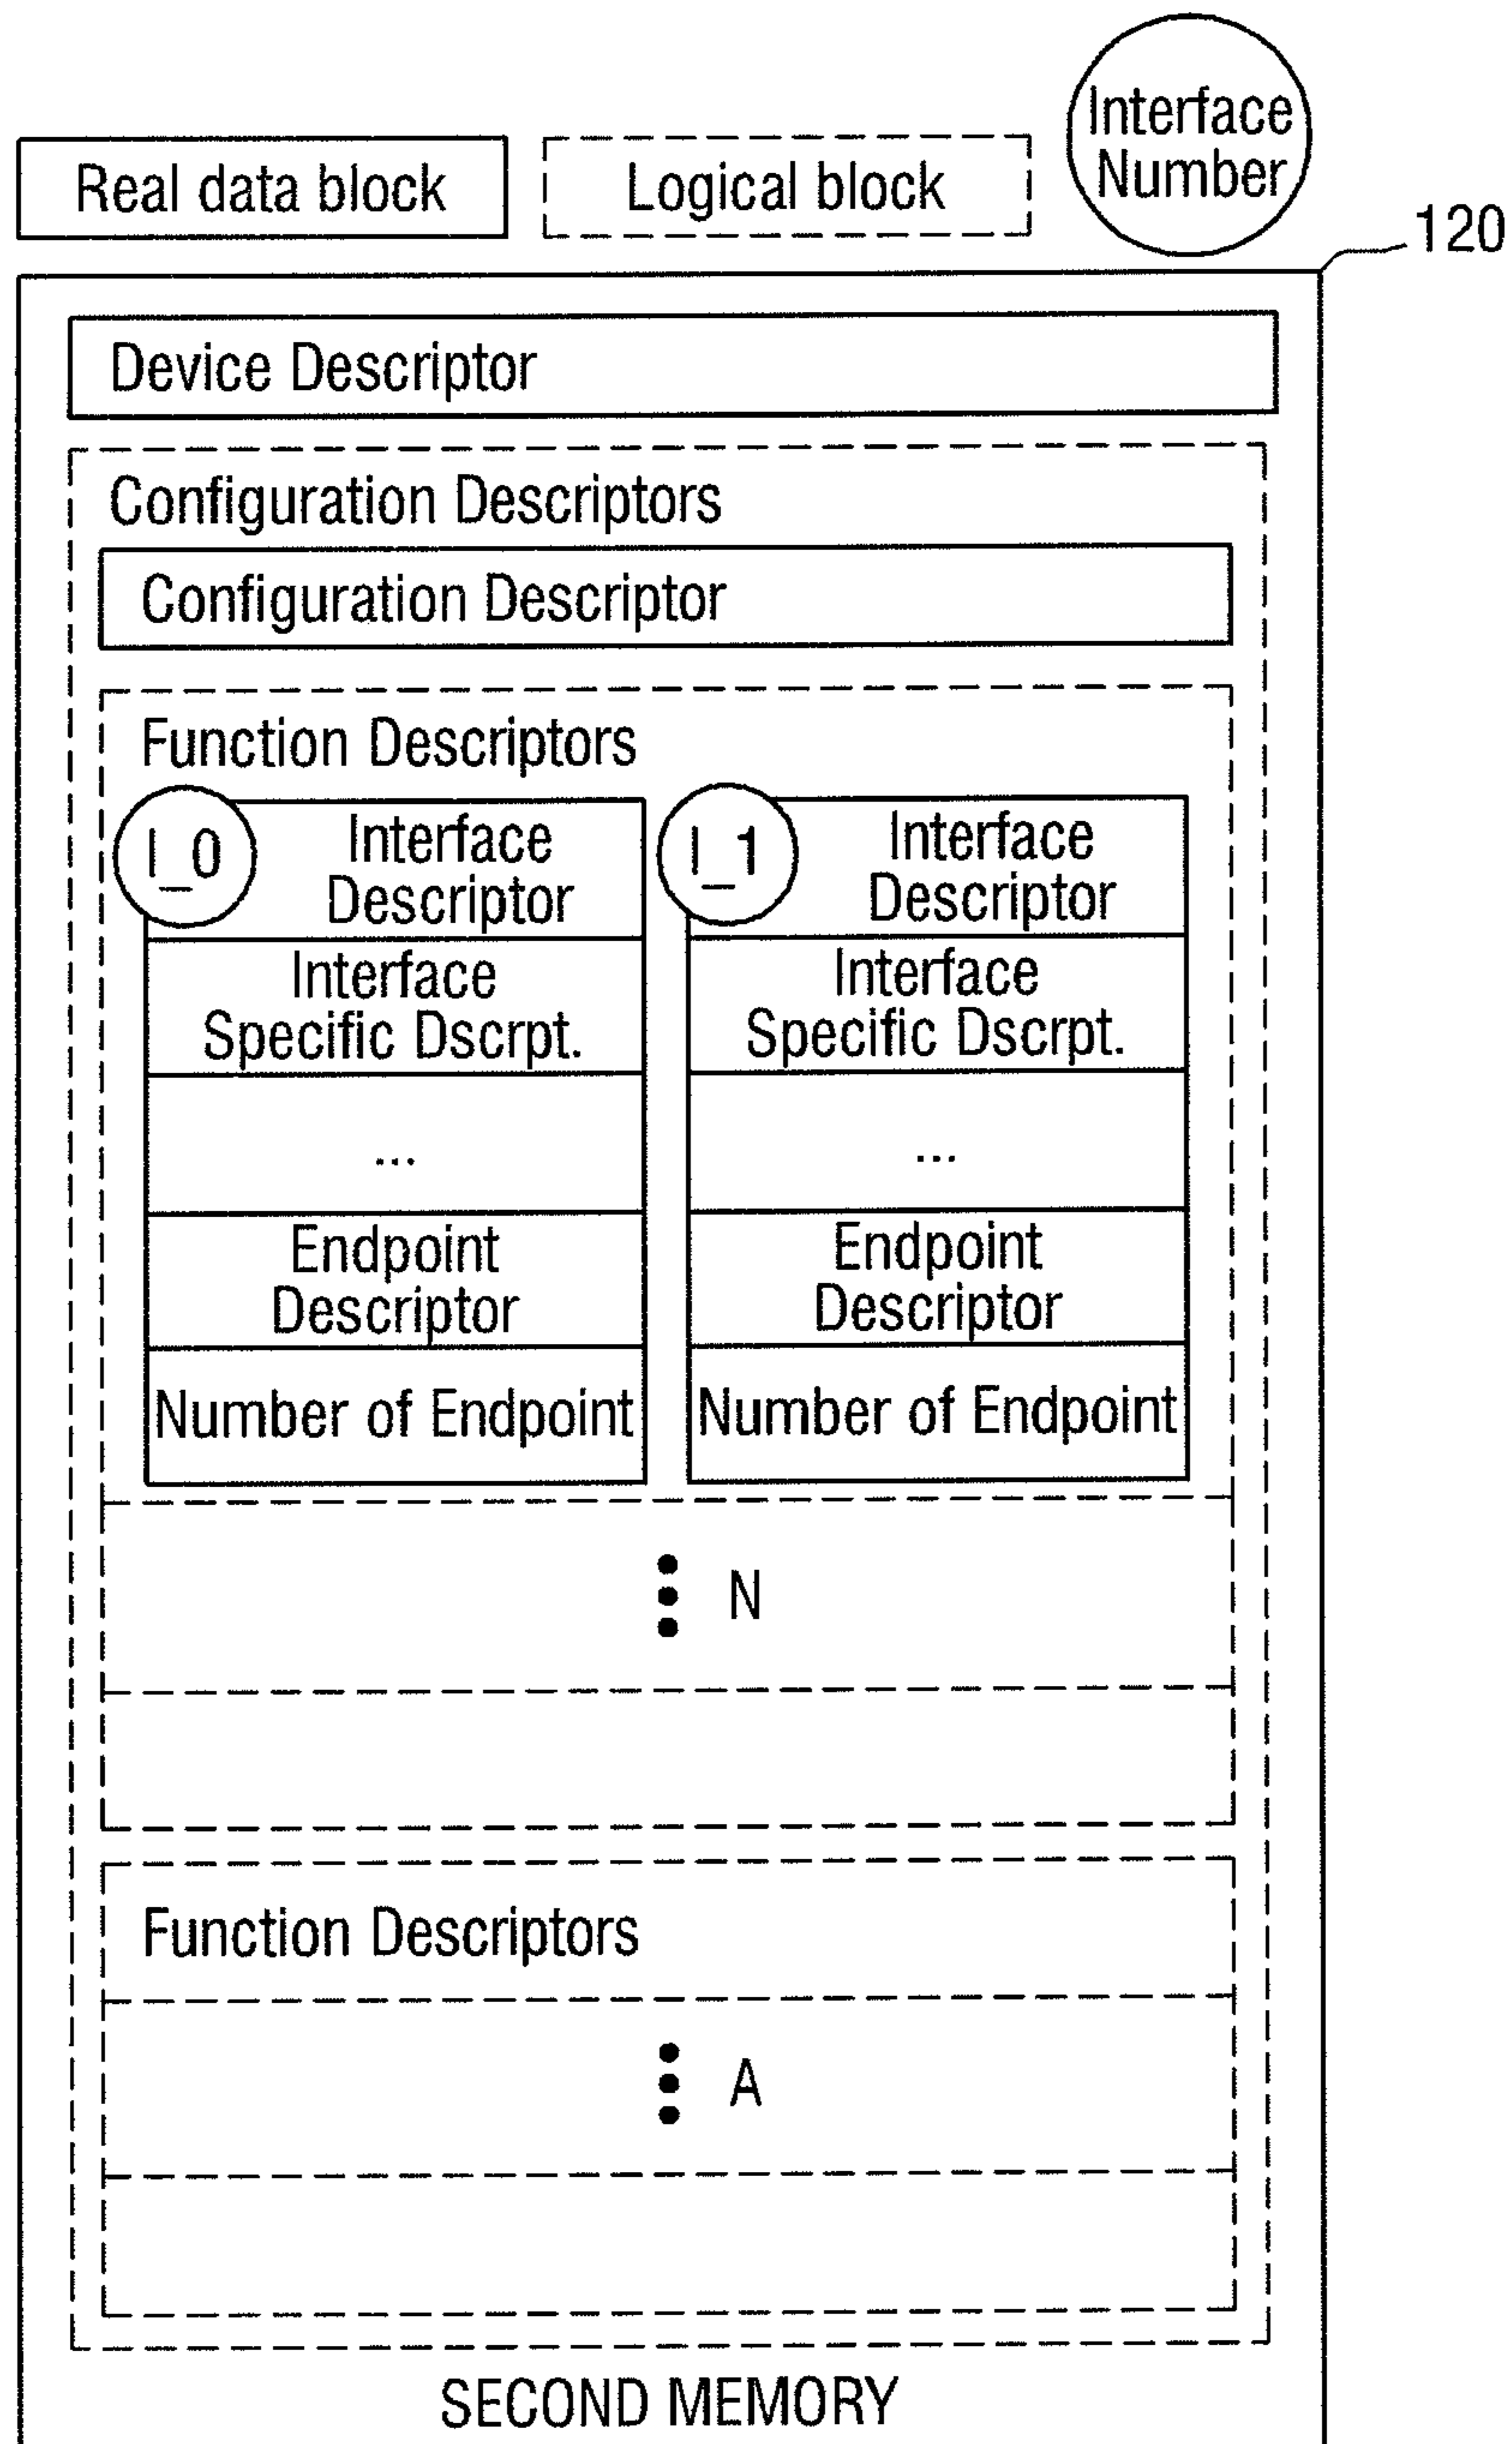 Real data block
Logical block
Interface
Number
120
Device Descriptor
Configuration Descriptors
Configuration Descriptor
Function Descriptors
I_0
Interface
Descriptor
Interface
Specific Dscrpt.
...
Endpoint
Descriptor
Number of Endpoint
I_1
Interface
Descriptor
Interface
Specific Dscrpt.
...
Endpoint
Descriptor
Number of Endpoint
N
Function Descriptors
A
SECOND MEMORY